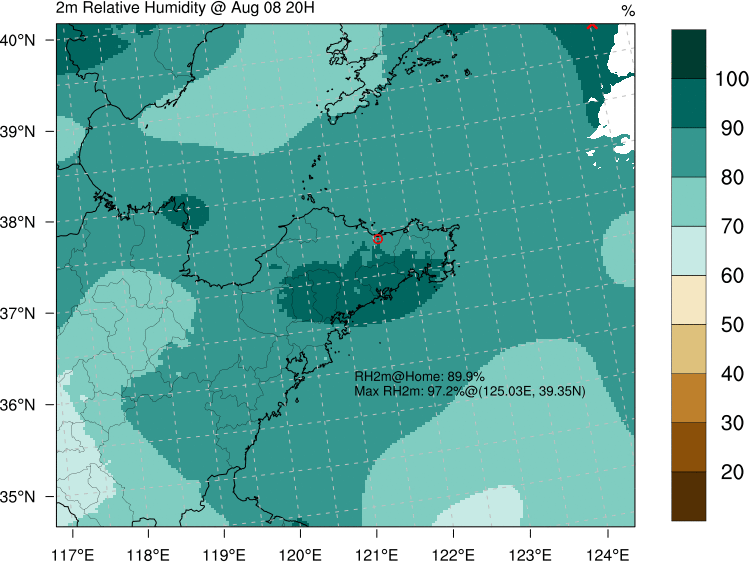 2m Relative Humidity @ Aug 08 20H
%
40°N
39°N
38°N
37°N
36°N
35°N
117°E 118°E 119°E 120°E 121°E 122°E 123°E 124°E
RH2m@Home: 89.9%
Max RH2m: 97.2%@(125.03E, 39.35N)
100
90
80
70
60
50
40
30
20